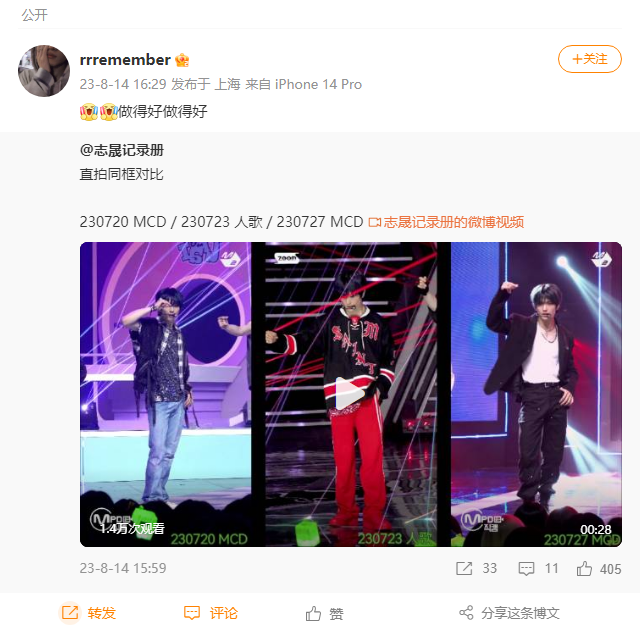 公开
rrremember
+关注
23-8-14 16:29 发布于 上海 来自 iPhone 14 Pro
做得好做得好
@志晟记录册
直拍同框对比
230720 MCD / 230723 人歌 / 230727 MCD 志晟记录册的微博视频
zoom
1.4万次观看
230720 MCD
230723 人歌
00:28
230727 MCD
23-8-14 15:59
33
11
405
转发
评论
赞
分享这条博文